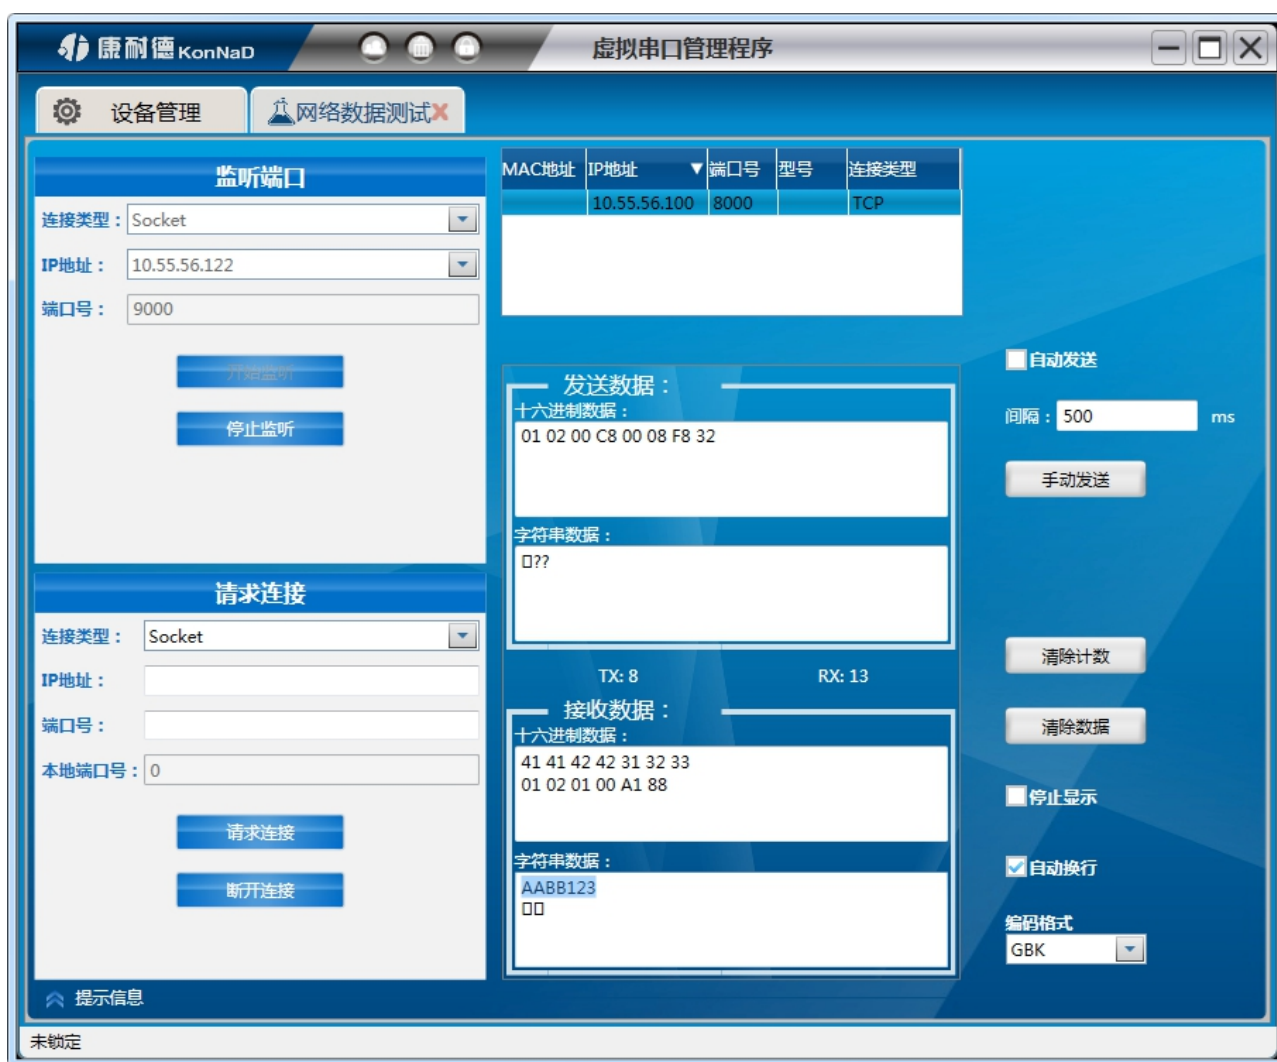 康耐德 KonNaD
虚拟串口管理程序
设备管理
网络数据测试
监听端口
连接类型：Socket
IP地址：10.55.56.122
端口号：9000
开始监听
停止监听
请求连接
连接类型：Socket
IP地址：
端口号：
本地端口号：0
请求连接
断开连接
MAC地址 IP地址 端口号 型号 连接类型
10.55.56.100 8000 TCP
发送数据：
十六进制数据：
01 02 00 C8 00 08 F8 32
字符串数据：
□??
TX: 8 RX: 13
接收数据：
十六进制数据：
41 41 42 42 31 32 33
01 02 01 00 A1 88
字符串数据：
AABB123
□□
自动发送
间隔：500 ms
手动发送
清除计数
清除数据
停止显示
自动换行
编码格式
GBK
提示信息
未锁定